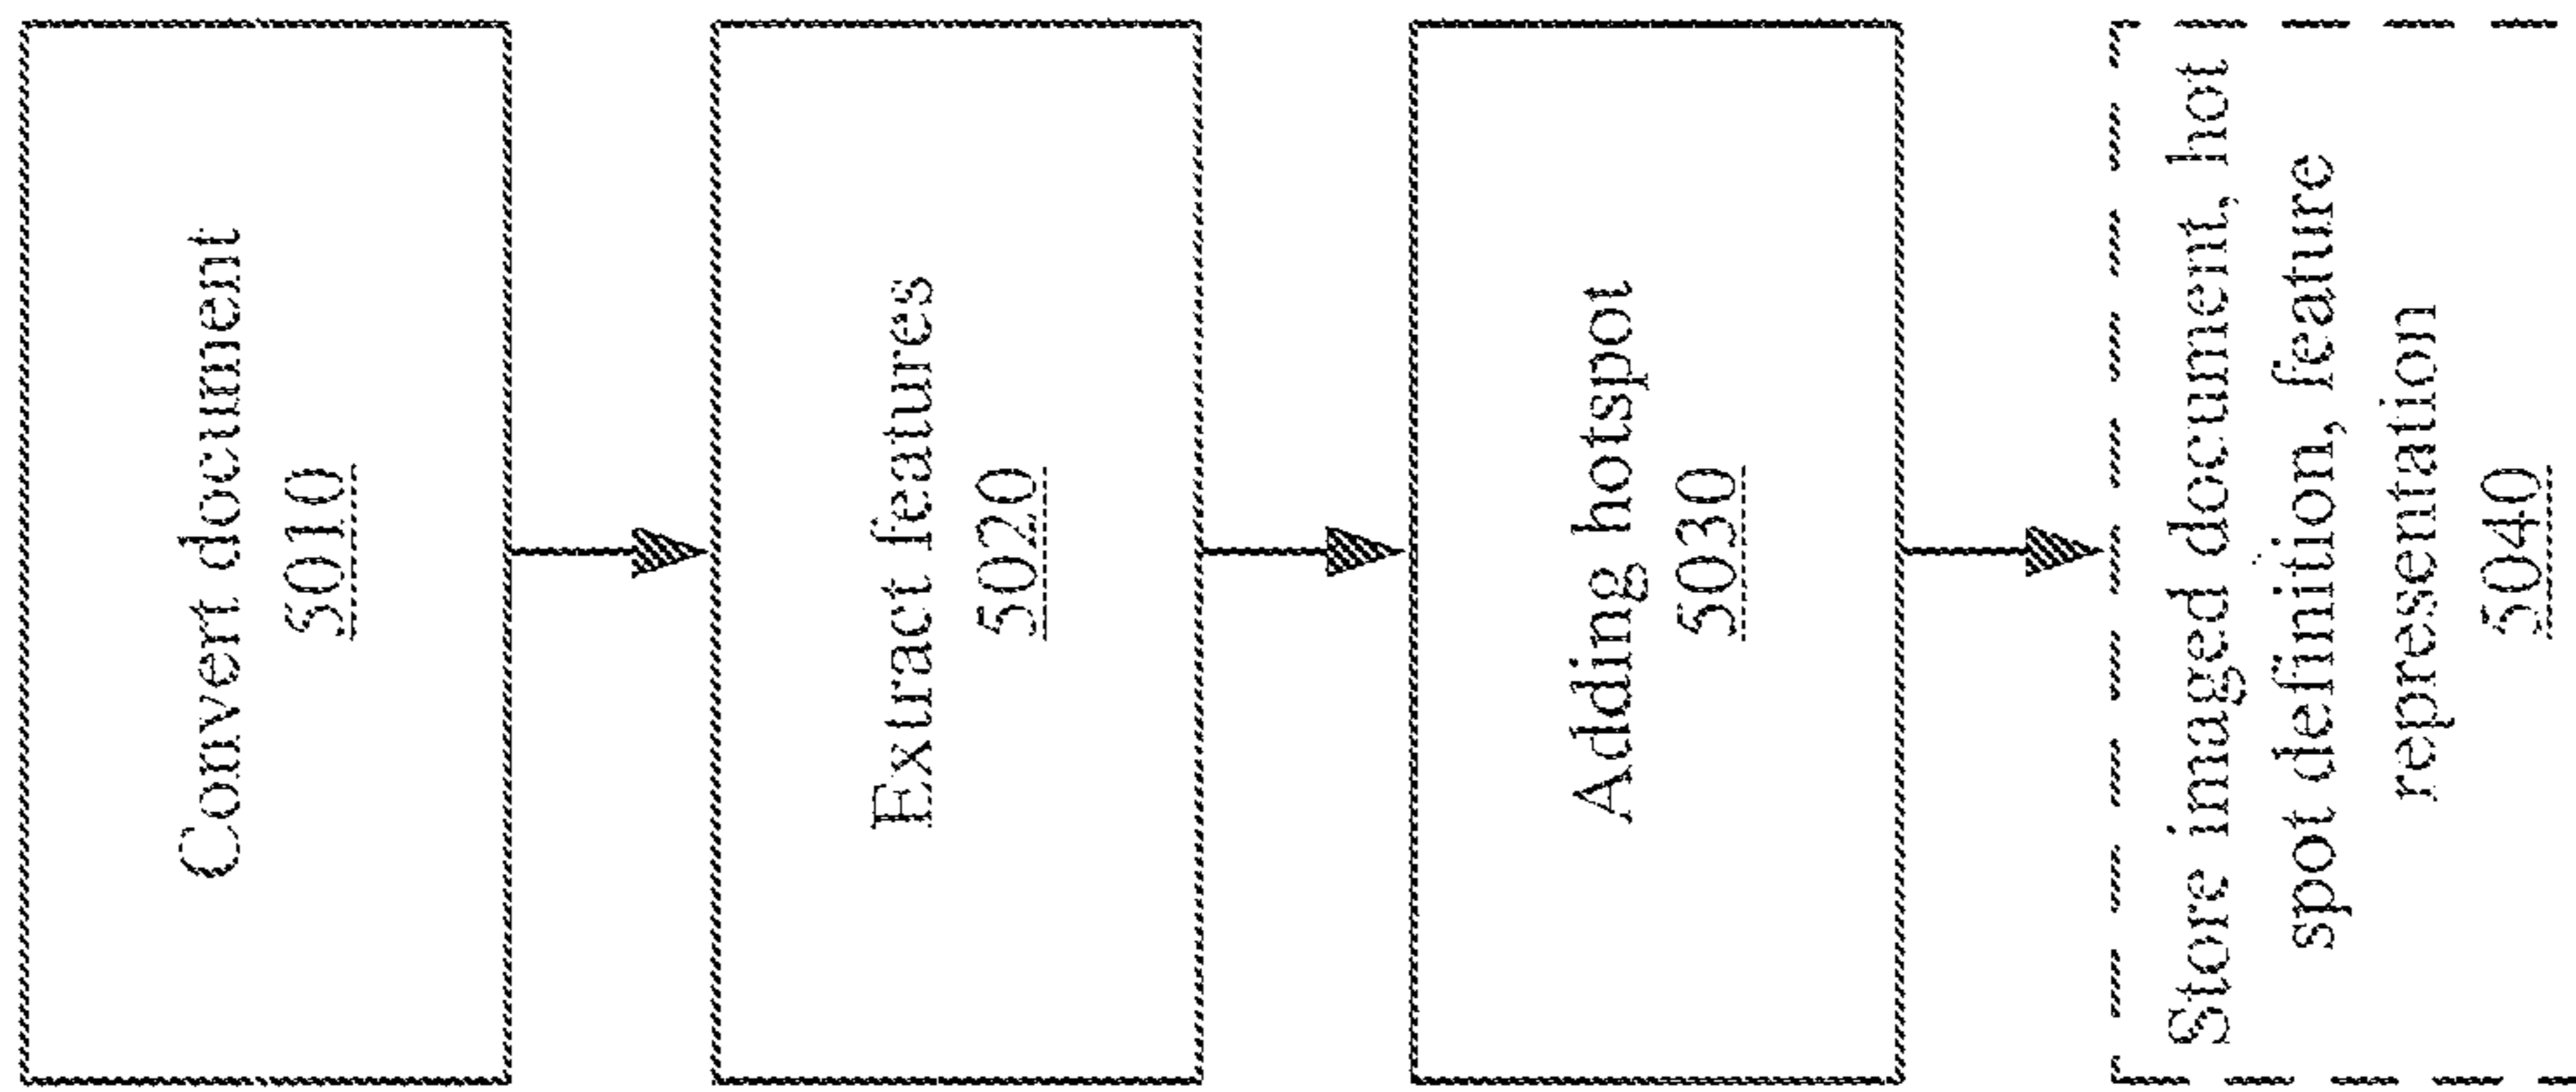 Convert document
5010
Extract features
5020
Adding hotspot
5030
Store imaged document, hot
spot definition, feature
representation
5040